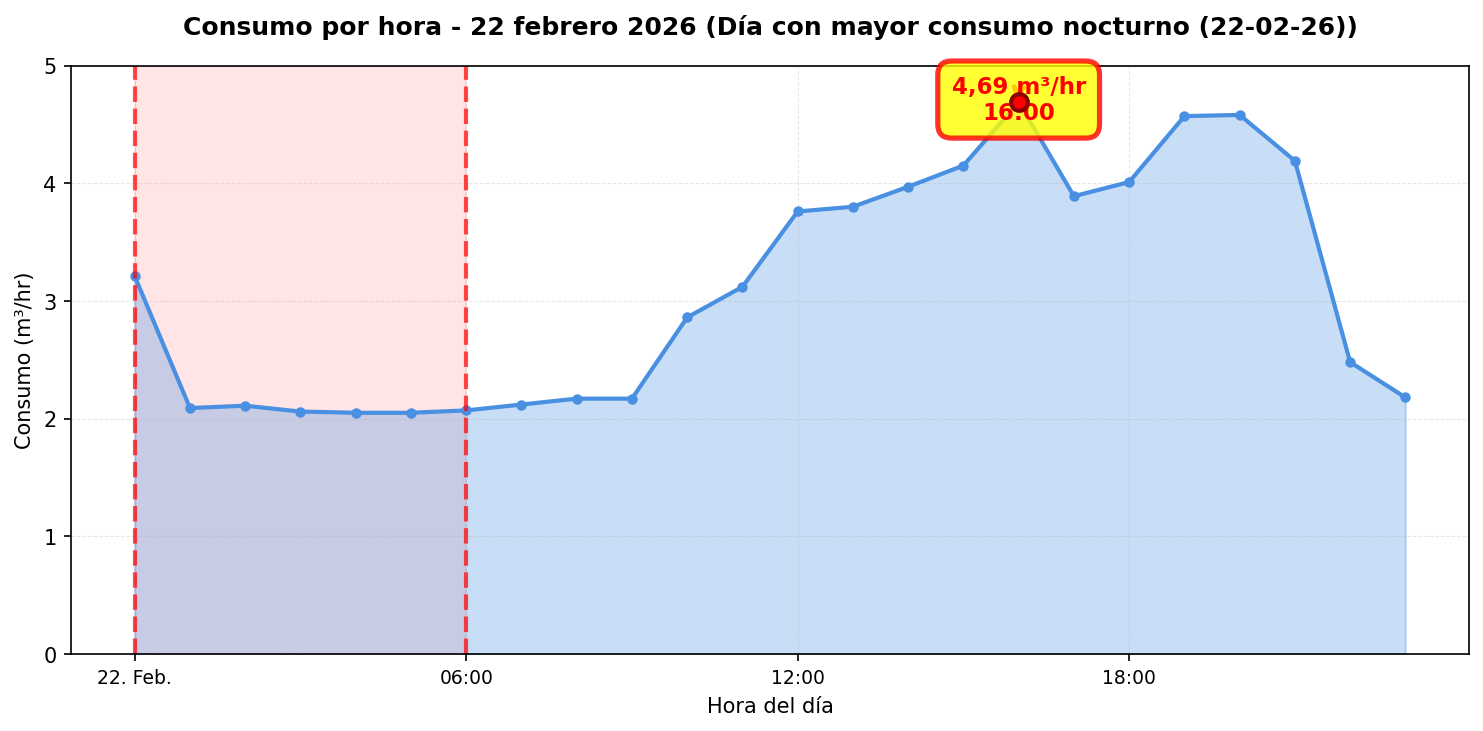 Consumo por hora - 22 febrero 2026 (Día con mayor consumo nocturno (22-02-26))
4,69 m³/hr
16:00
5
4
3
2
1
0
Consumo (m³/hr)
22. Feb.
06:00
12:00
18:00
Hora del día